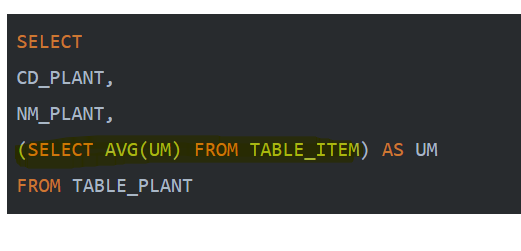 SELECT
CD_PLANT,
NM_PLANT,
(SELECT AVG(UM) FROM TABLE_ITEM) AS UM
FROM TABLE_PLANT